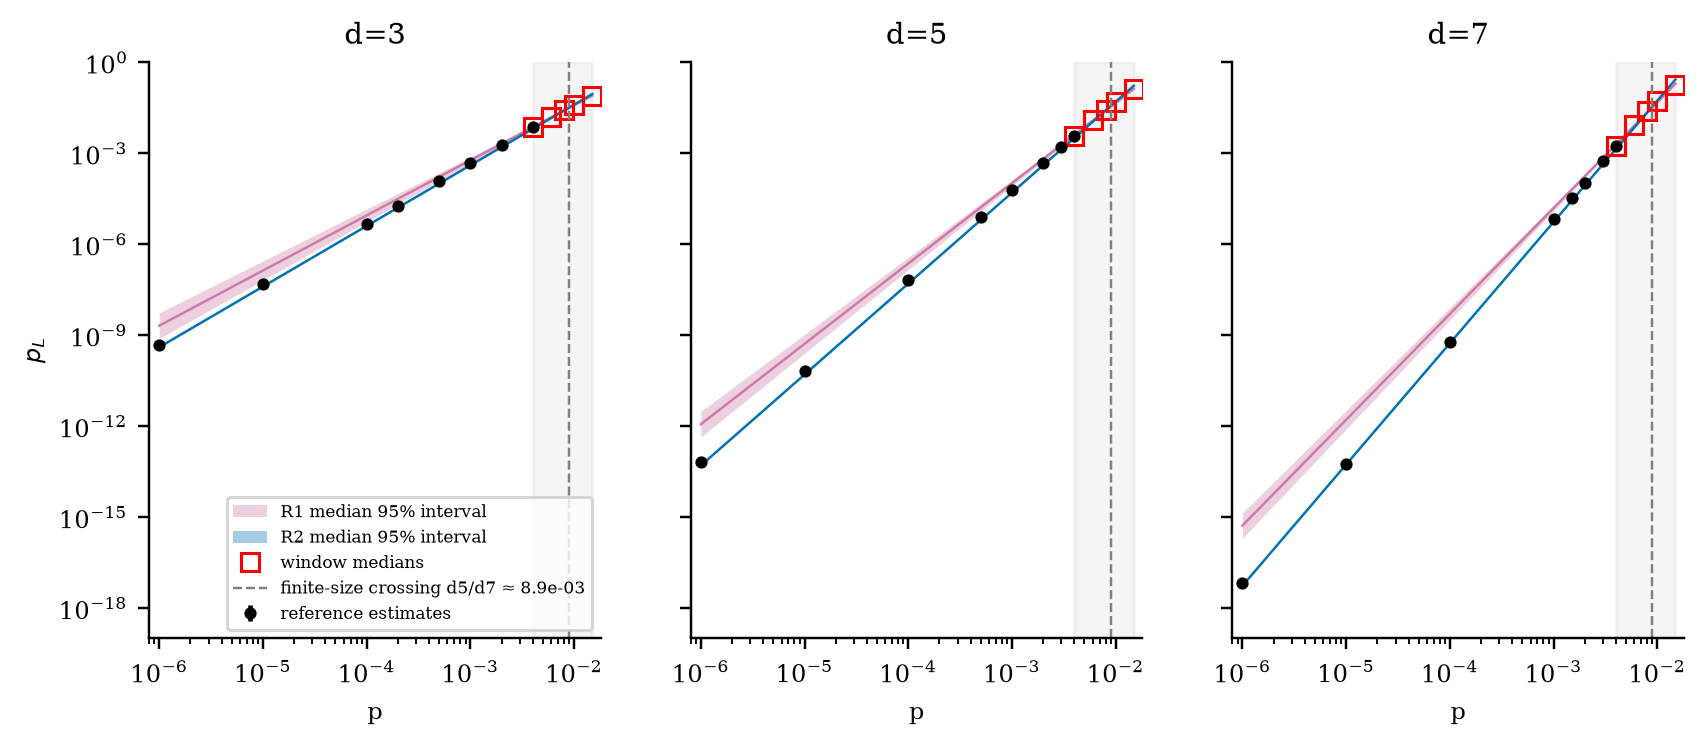 d=3
d=5
d=7
10⁰
10⁻³
10⁻⁶
10⁻⁹
10⁻¹²
10⁻¹⁵
10⁻¹⁸
p_L
R1 median 95% interval
R2 median 95% interval
window medians
finite-size crossing d5/d7 ≈ 8.9e-03
reference estimates
10⁻⁶ 10⁻⁵ 10⁻⁴ 10⁻³ 10⁻²
p
10⁻⁶ 10⁻⁵ 10⁻⁴ 10⁻³ 10⁻²
p
10⁻⁶ 10⁻⁵ 10⁻⁴ 10⁻³ 10⁻²
p